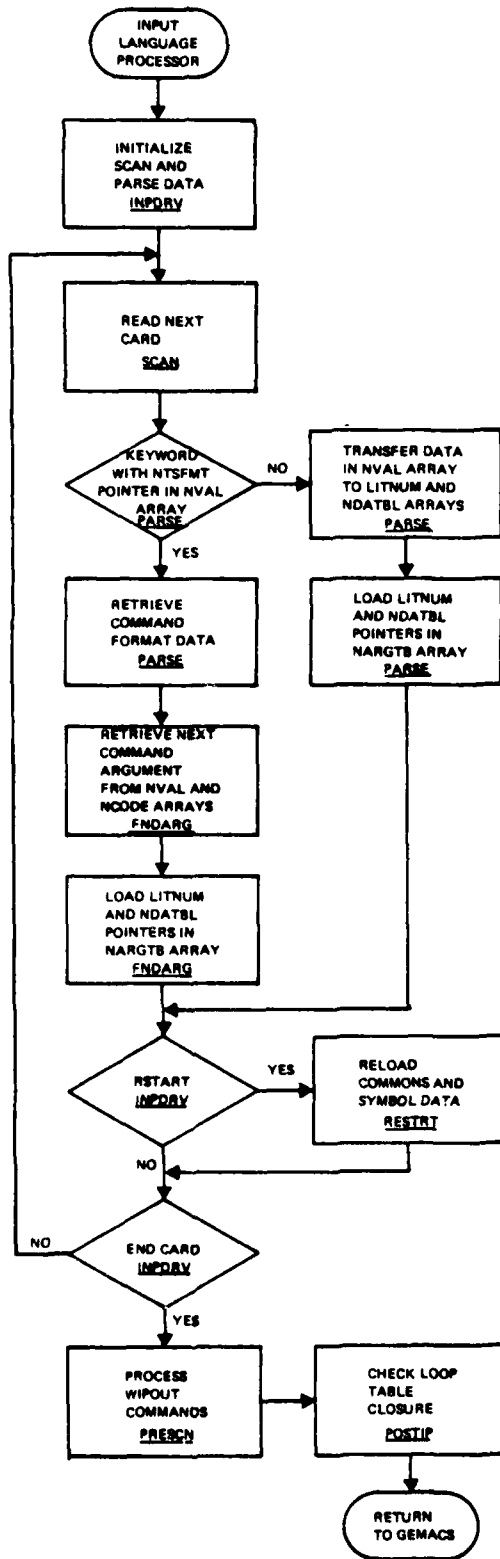 INPUT
LANGUAGE
PROCESSOR
INITIALIZE
SCAN AND
PARSE DATA
INPDRV
READ NEXT
CARD
SCAN
KEYWORD
WITH NTSFMT
POINTER IN NVAL
ARRAY
PARSE
NO
YES
TRANSFER DATA
IN NVAL ARRAY
TO LITNUM AND
NDATBL ARRAYS
PARSE
RETRIEVE
COMMAND
FORMAT DATA
PARSE
LOAD LITNUM
AND NDATBL
POINTERS IN
NARGTB ARRAY
PARSE
RETRIEVE NEXT
COMMAND
ARGUMENT
FROM NVAL AND
NCODE ARRAYS
FNDARG
LOAD LITNUM
AND NDATBL
POINTERS IN
NARGTB ARRAY
FNDARG
RSTART
INPDRV
YES
NO
RELOAD
COMMONS AND
SYMBOL DATA
RESTRT
END CARD
INPDRV
NO
YES
PROCESS
WIPOUT
COMMANDS
PRESCN
CHECK LOOP
TABLE
CLOSURE
POSTIP
RETURN
TO GEMACS